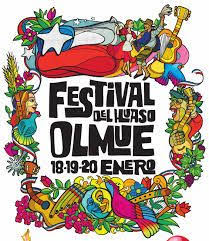 FESTIVAL
DEL HUASO
OLMUE
18·19·20 ENERO